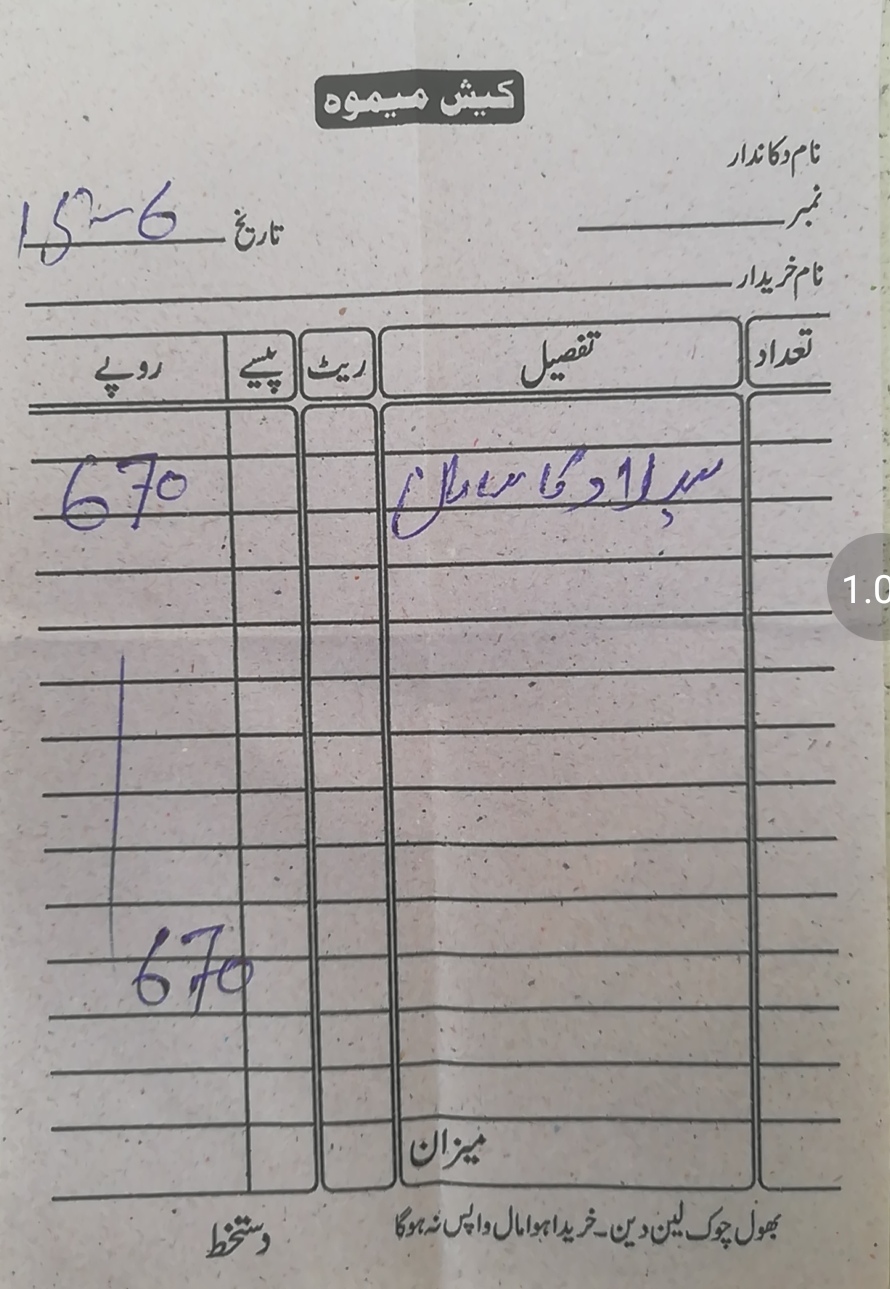 کیش میموہ
نام دکاندار
نمبر
تاریخ 15-6
نام خریدار
تعداد تفصیل ریٹ پیسے روپے
سلاد کا سامان 670
670
میزان
بھول چوک لین دین۔ خریدا ہوا مال واپس نہ ہوگا
دستخط
1.0